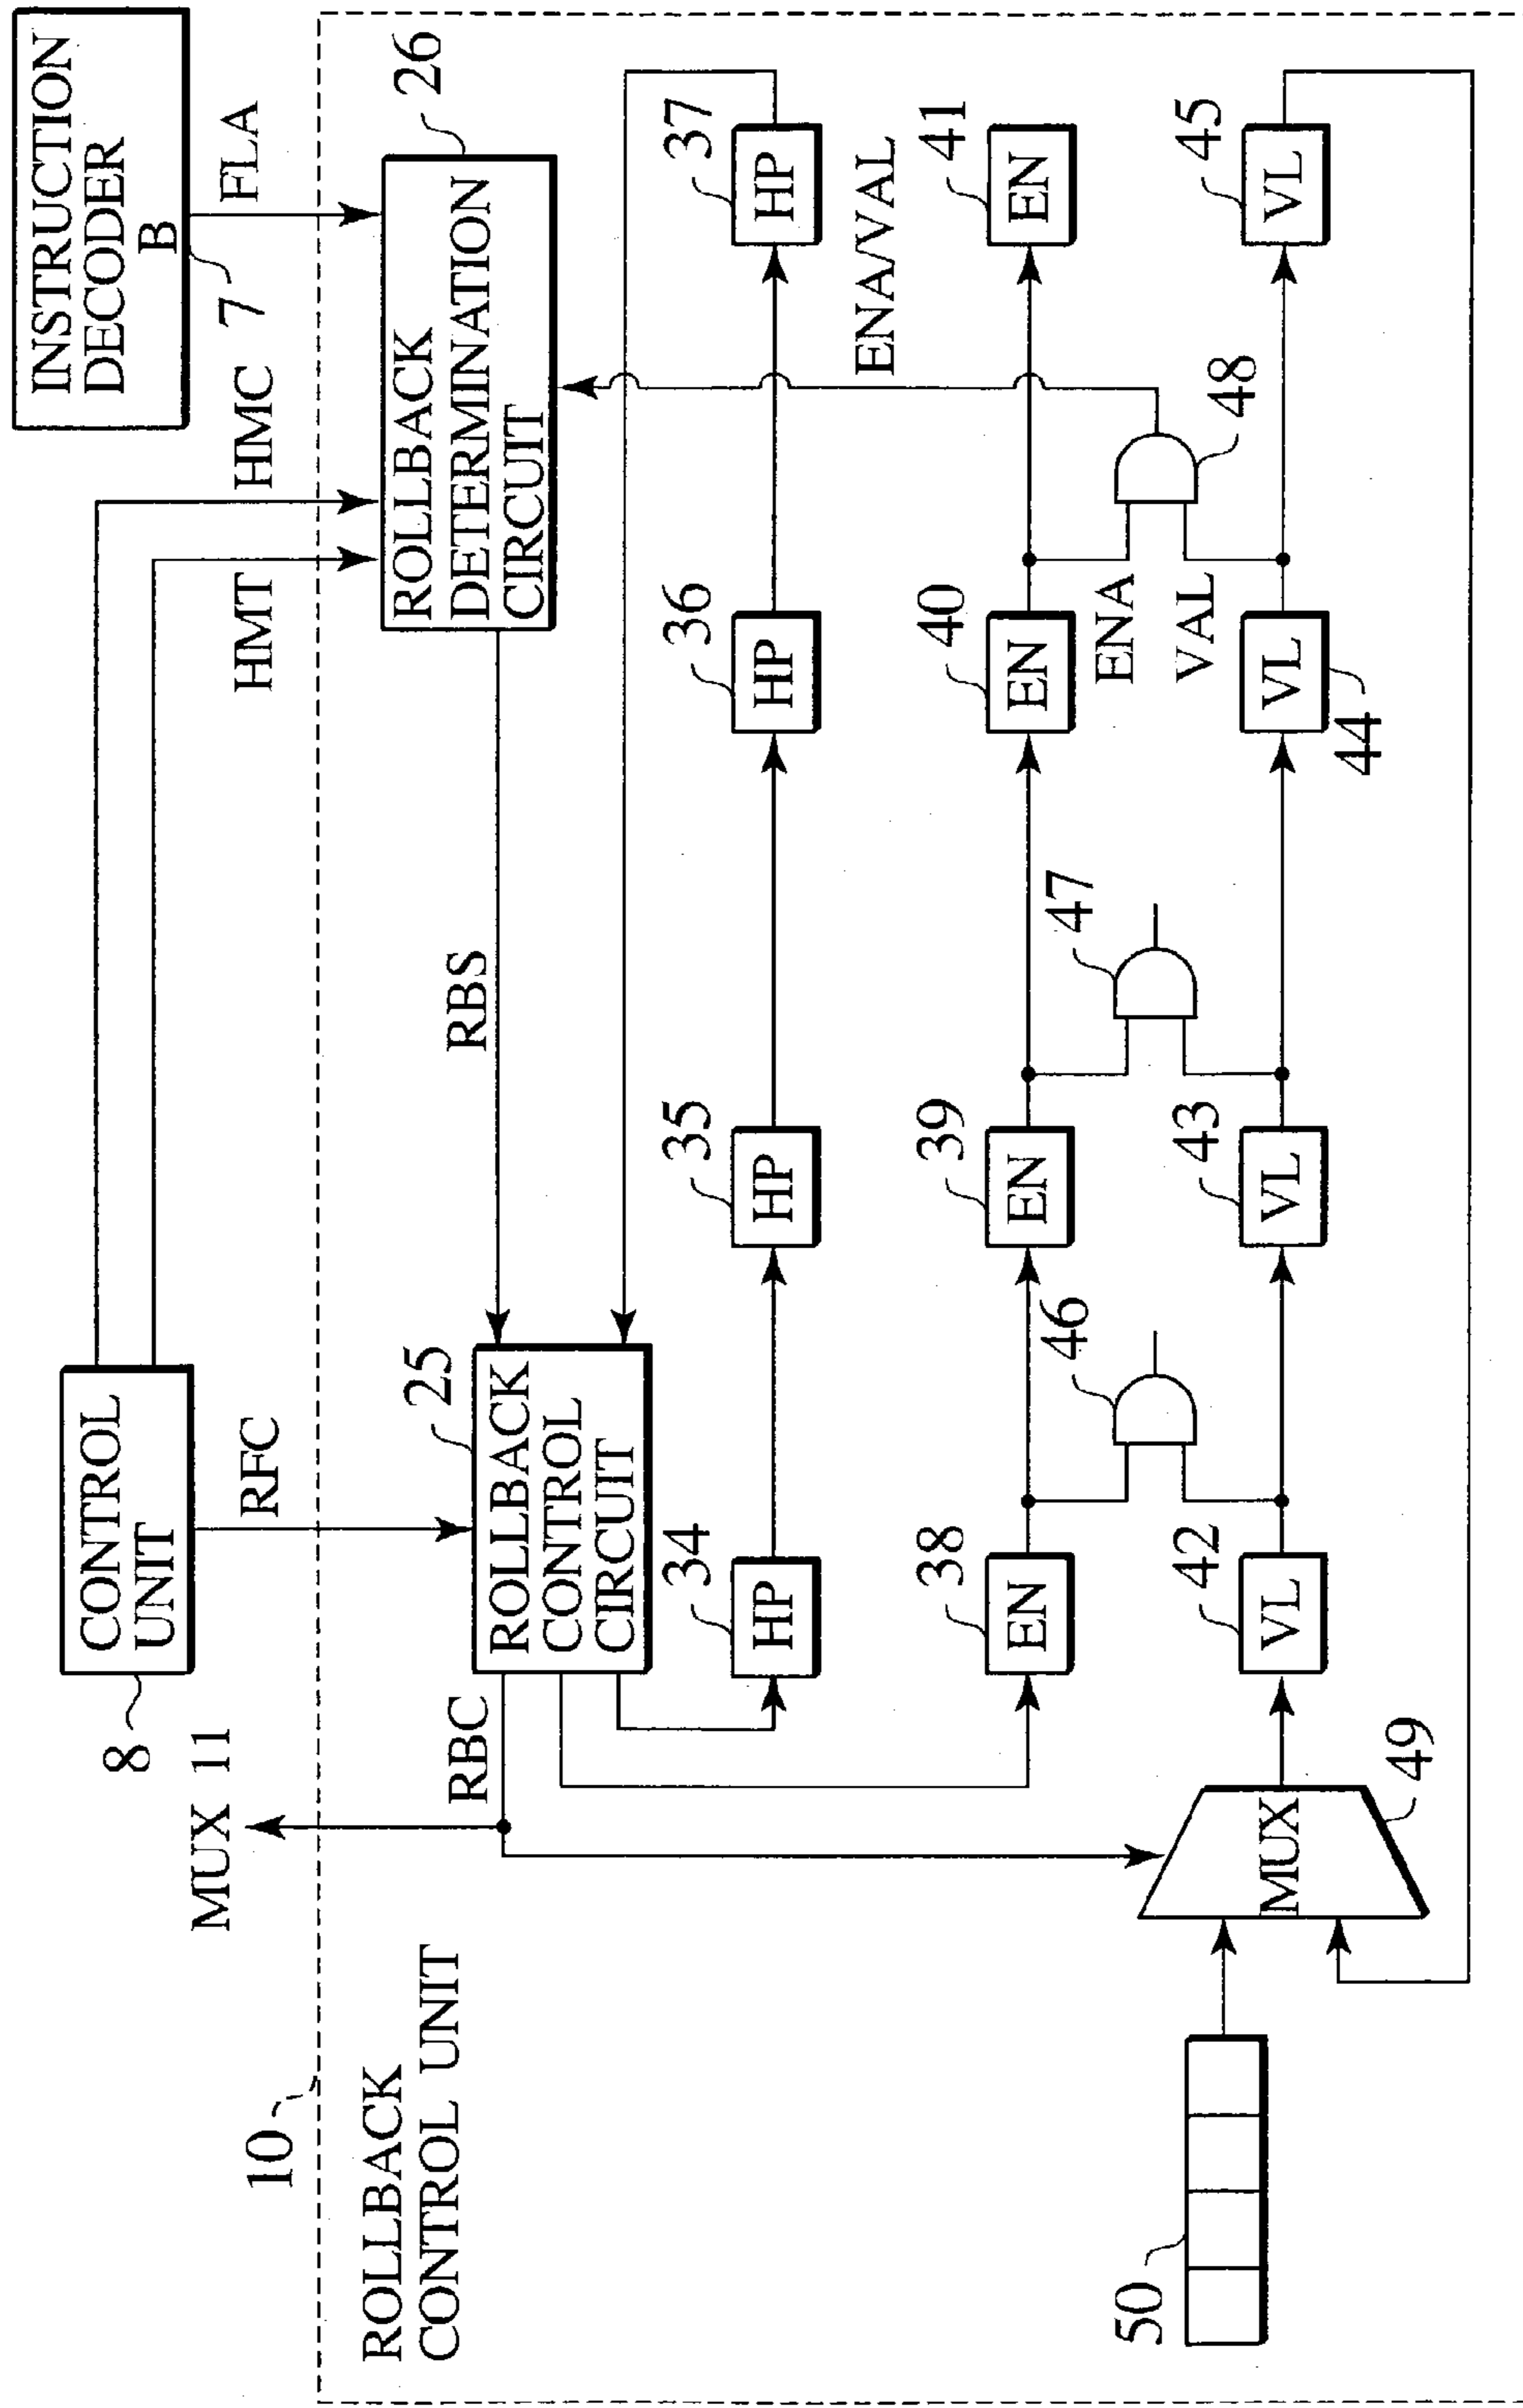 INSTRUCTION
DECODER
B
7
FLA
CONTROL
UNIT
8
HMC
HMT
RFC
MUX 11
10
ROLLBACK
CONTROL UNIT
26
ROLLBACK
DETERMINATION
CIRCUIT
RBS
25
ROLLBACK
CONTROL
CIRCUIT
RBC
34
HP
35
HP
36
HP
37
HP
ENA/VAL
38
EN
39
EN
40
EN
41
EN
46
47
ENA
VAL
48
42
VL
43
VL
44
VL
45
VL
MUX
49
50